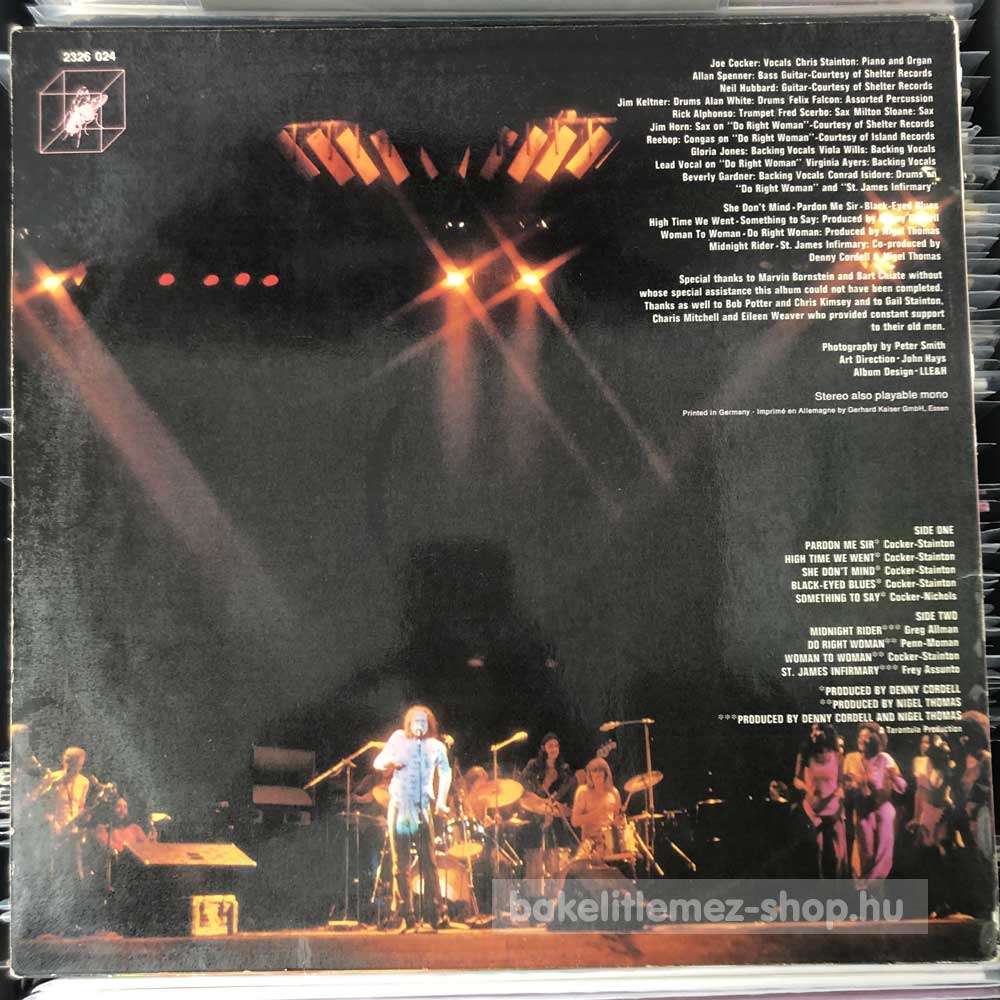 2326 024
Joe Cocker: Vocals Chris Stainton: Piano and Organ
Allan Spenner: Bass Guitar-Courtesy of Shelter Records
Neil Hubbard: Guitar-Courtesy of Shelter Records
Jim Keltner: Drums Alan White: Drums Felix Falcon: Assorted Percussion
Rick Alphonso: Trumpet Fred Scerbo: Sax Milton Sloane: Sax
Jim Horn: Sax on "Do Right Woman"-Courtesy of Shelter Records
Reebop: Congas on "Do Right Woman"-Courtesy of Island Records
Gloria Jones: Backing Vocals Viola Wills: Backing Vocals
Lead Vocal on "Do Right Woman" Virginia Ayers: Backing Vocals
Beverly Gardner: Backing Vocals Conrad Isidore: Drums on
"Do Right Woman" and "St. James Infirmary"
She Don't Mind-Pardon Me Sir-Black-Eyed Blues
High Time We Went-Something to Say: Produced by Denny Cordell
Woman To Woman-Do Right Woman: Produced by Nigel Thomas
Midnight Rider-St. James Infirmary: Co-produced by
Denny Cordell & Nigel Thomas
Special thanks to Marvin Bornstein and Bart Chiate without
whose special assistance this album could not have been completed.
Thanks as well to Bob Potter and Chris Kimsey and to Gail Stainton,
Charis Mitchell and Eileen Weaver who provided constant support
to their old men.
Photography by Peter Smith
Art Direction-John Hays
Album Design-LLE&H
Stereo also playable mono
Printed in Germany · Imprimé en Allemagne by Gerhard Kaiser GmbH, Essen
SIDE ONE
PARDON ME SIR* Cocker-Stainton
HIGH TIME WE WENT* Cocker-Stainton
SHE DON'T MIND* Cocker-Stainton
BLACK-EYED BLUES* Cocker-Stainton
SOMETHING TO SAY* Cocker-Nichols
SIDE TWO
MIDNIGHT RIDER*** Greg Allman
DO RIGHT WOMAN** Penn-Moman
WOMAN TO WOMAN** Cocker-Stainton
ST. JAMES INFIRMARY*** Frey Assunto
*PRODUCED BY DENNY CORDELL
**PRODUCED BY NIGEL THOMAS
***PRODUCED BY DENNY CORDELL AND NIGEL THOMAS
A Tarantula Production
bakelitlemez-shop.hu